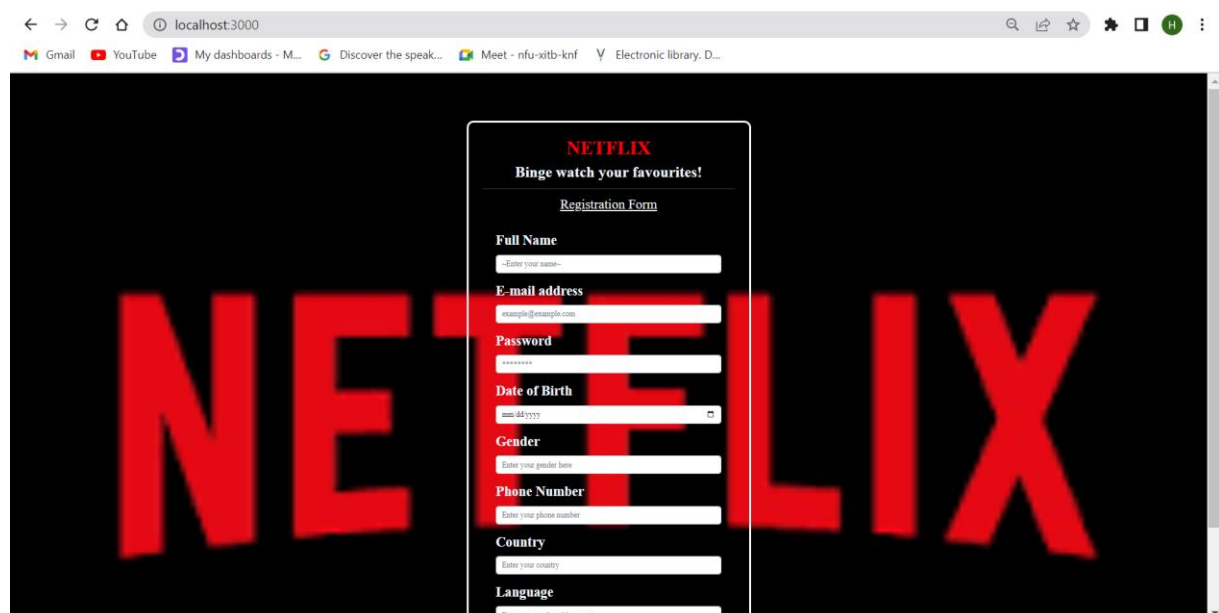 localhost:3000
H
Gmail YouTube My dashboards - M... Discover the speak... Meet - nfu-xitb-knf Electronic library. D...
NETFLIX
Binge watch your favourites!
Registration Form
Full Name
~Enter your name~
E-mail address
example@example.com
Password
********
Date of Birth
mm/dd/yyyy
Gender
Enter your gender here
Phone Number
Enter your phone number
Country
Enter your country
Language
NETFLIX